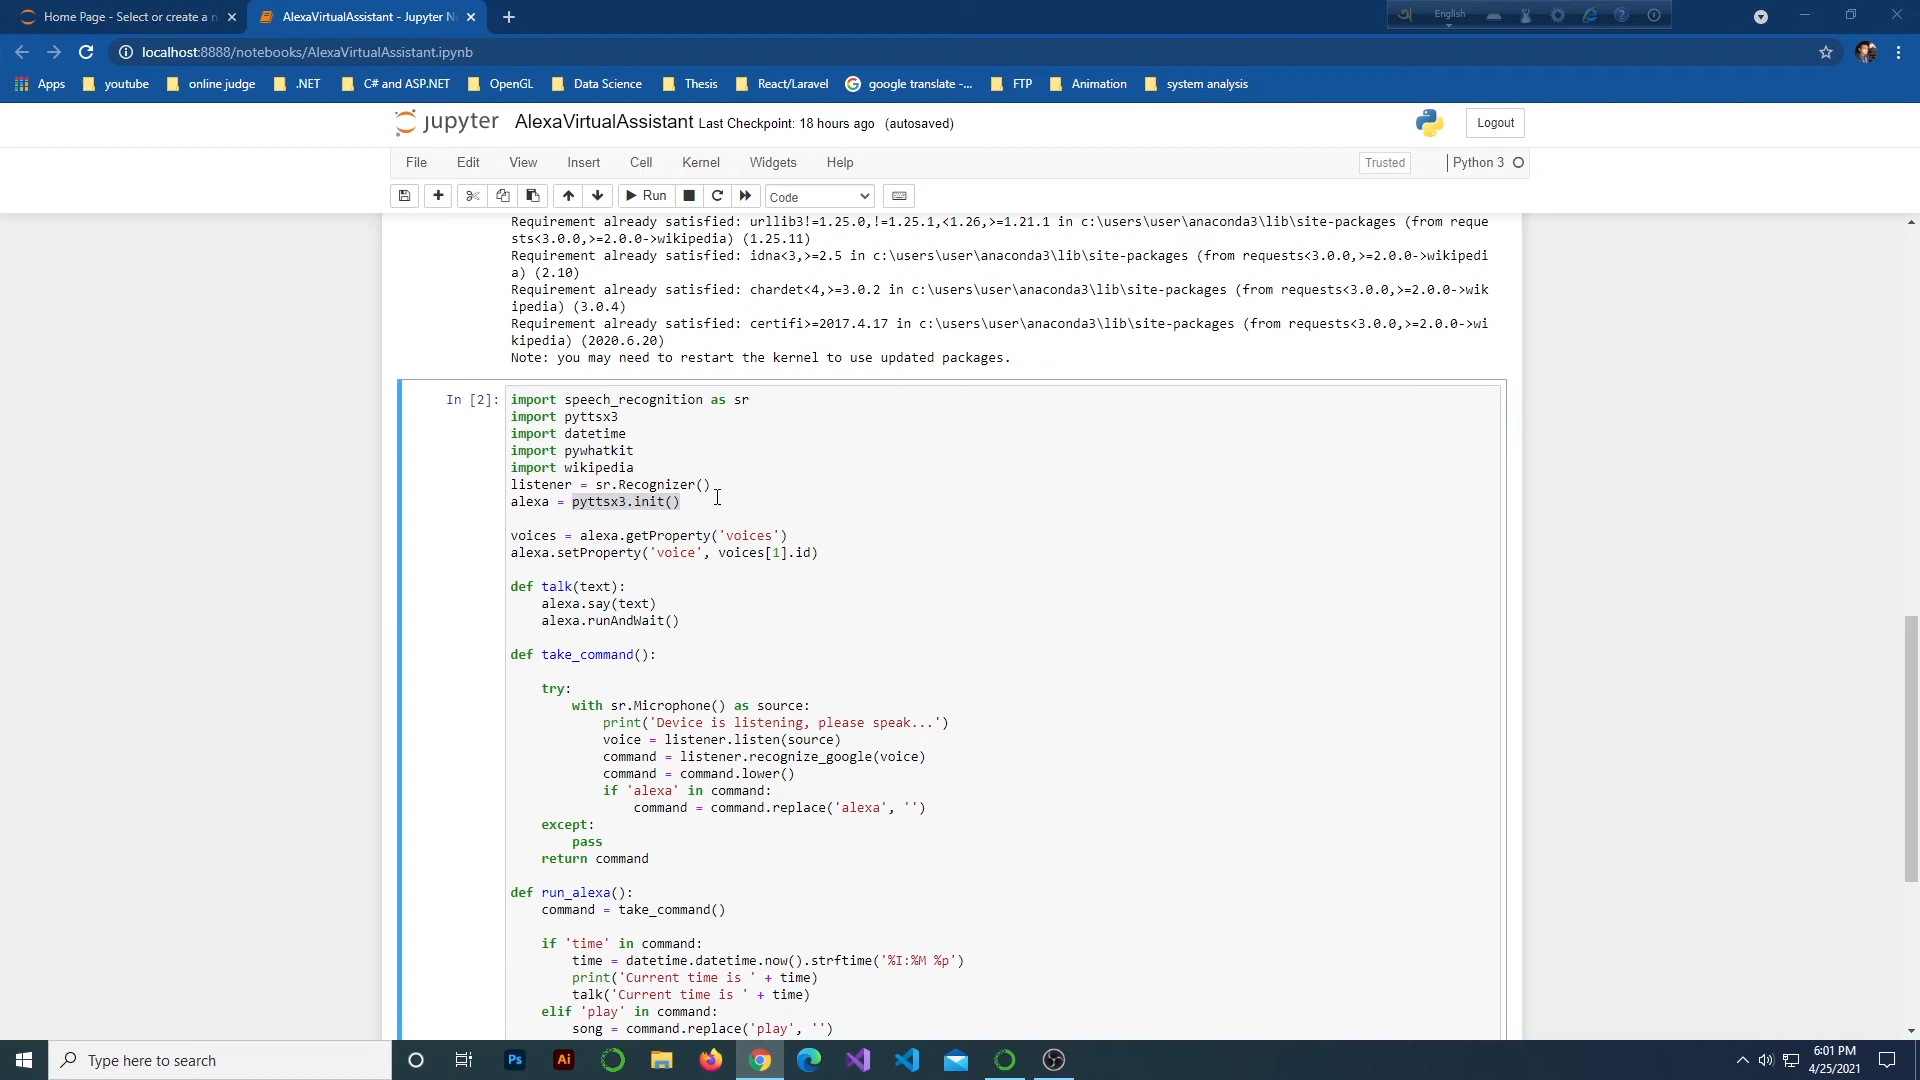 Home Page - Select or create a n
AlexaVirtualAssistant - Jupyter N
English
localhost:8888/notebooks/AlexaVirtualAssistant.ipynb
Apps youtube online judge .NET C# and ASP.NET OpenGL Data Science Thesis React/Laravel google translate -... FTP Animation system analysis
jupyter AlexaVirtualAssistant Last Checkpoint: 18 hours ago (autosaved) Logout
File Edit View Insert Cell Kernel Widgets Help Trusted Python 3
Run Code
Requirement already satisfied: urllib3!=1.25.0,!=1.25.1,<1.26,>=1.21.1 in c:\users\user\anaconda3\lib\site-packages (from reque
sts<3.0.0,>=2.0.0->wikipedia) (1.25.11)
Requirement already satisfied: idna<3,>=2.5 in c:\users\user\anaconda3\lib\site-packages (from requests<3.0.0,>=2.0.0->wikipedi
a) (2.10)
Requirement already satisfied: chardet<4,>=3.0.2 in c:\users\user\anaconda3\lib\site-packages (from requests<3.0.0,>=2.0.0->wik
ipedia) (3.0.4)
Requirement already satisfied: certifi>=2017.4.17 in c:\users\user\anaconda3\lib\site-packages (from requests<3.0.0,>=2.0.0->wi
kipedia) (2020.6.20)
Note: you may need to restart the kernel to use updated packages.
In [2]: import speech_recognition as sr
import pyttsx3
import datetime
import pywhatkit
import wikipedia
listener = sr.Recognizer()
alexa = pyttsx3.init()
voices = alexa.getProperty('voices')
alexa.setProperty('voice', voices[1].id)
def talk(text):
alexa.say(text)
alexa.runAndWait()
def take_command():
try:
with sr.Microphone() as source:
print('Device is listening, please speak...')
voice = listener.listen(source)
command = listener.recognize_google(voice)
command = command.lower()
if 'alexa' in command:
command = command.replace('alexa', '')
except:
pass
return command
def run_alexa():
command = take_command()
if 'time' in command:
time = datetime.datetime.now().strftime('%I:%M %p')
print('Current time is ' + time)
talk('Current time is ' + time)
elif 'play' in command:
song = command.replace('play', '')
Type here to search
Ps
Ai
6:01 PM
4/25/2021